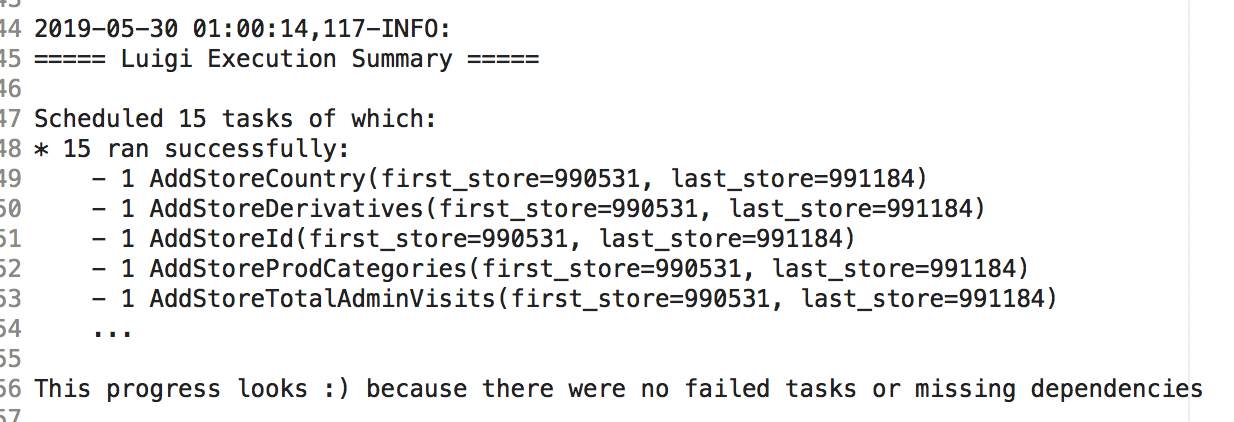 44 2019-05-30 01:00:14,117-INFO:
45 ===== Luigi Execution Summary =====
46
47 Scheduled 15 tasks of which:
48 * 15 ran successfully:
49     - 1 AddStoreCountry(first_store=990531, last_store=991184)
50     - 1 AddStoreDerivatives(first_store=990531, last_store=991184)
51     - 1 AddStoreId(first_store=990531, last_store=991184)
52     - 1 AddStoreProdCategories(first_store=990531, last_store=991184)
53     - 1 AddStoreTotalAdminVisits(first_store=990531, last_store=991184)
54     ...
55
56 This progress looks :) because there were no failed tasks or missing dependencies
57